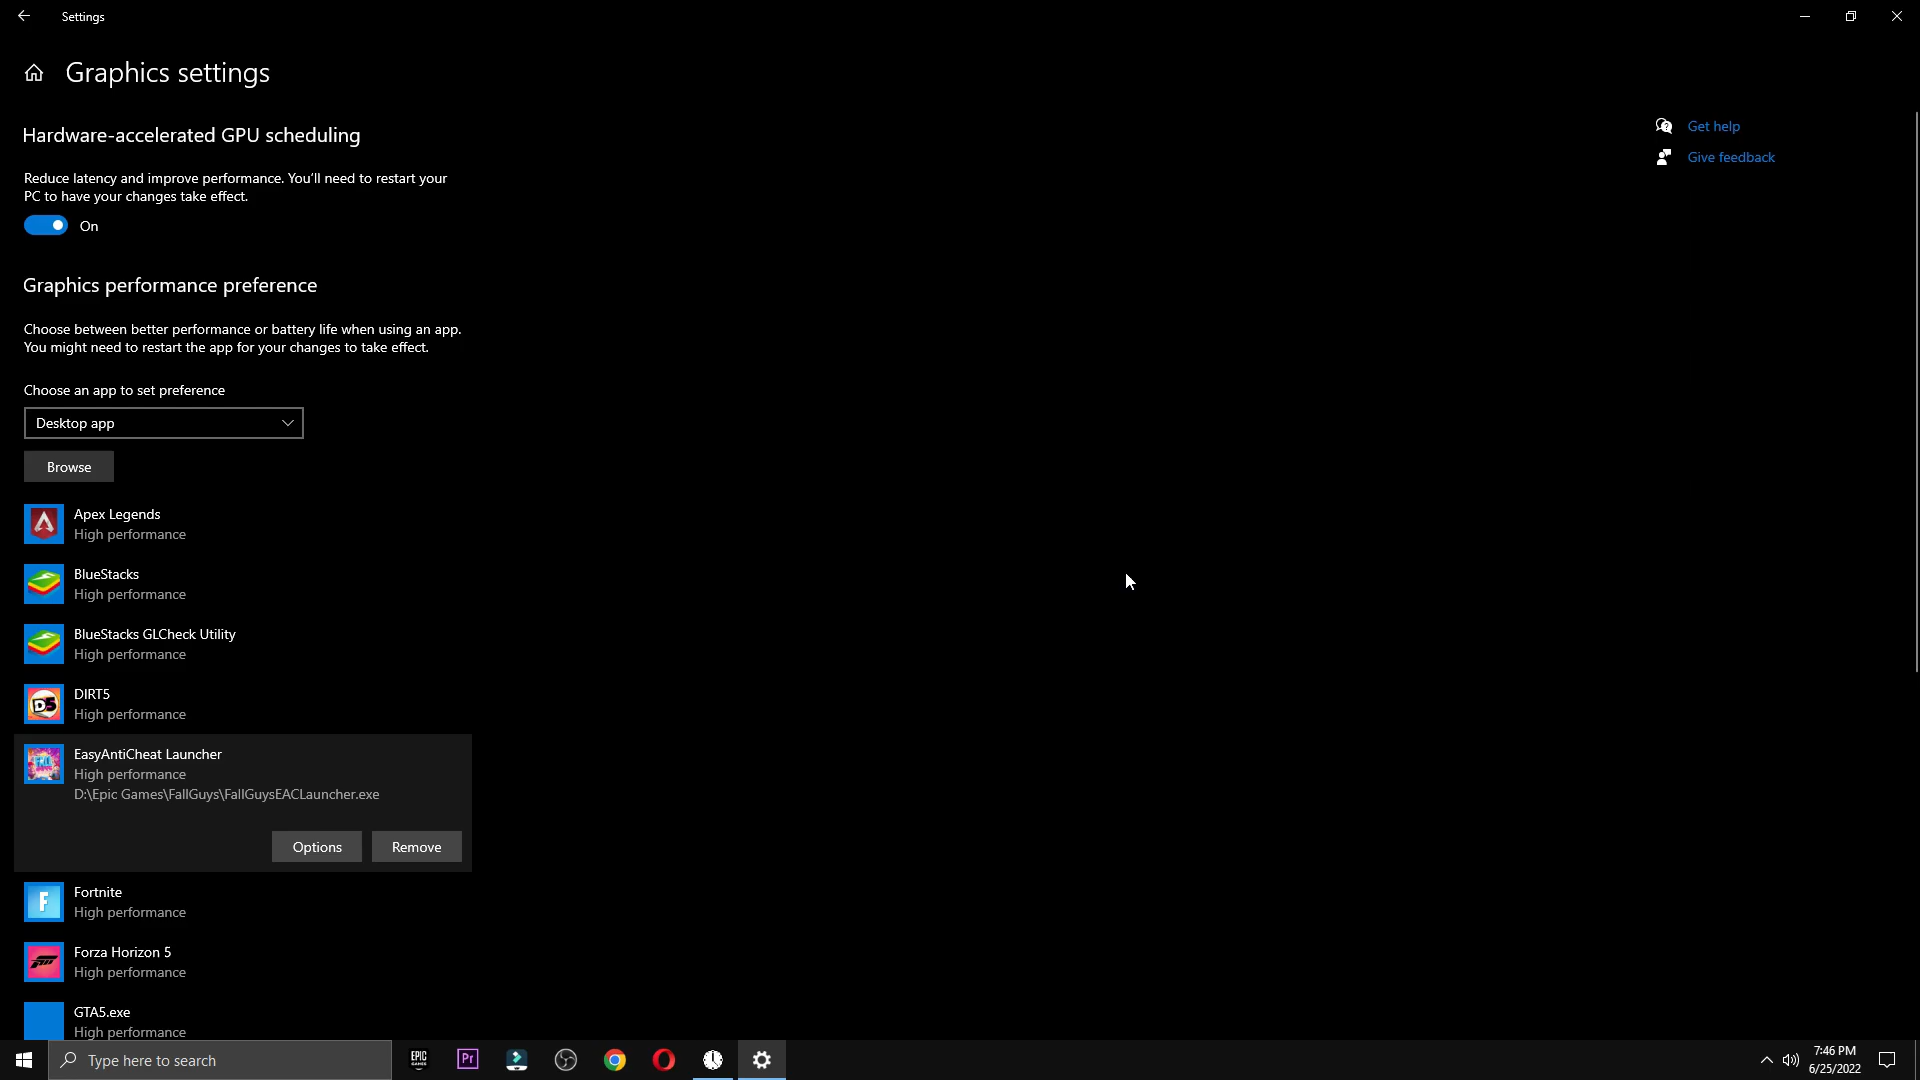 Settings
Graphics settings
Hardware-accelerated GPU scheduling
Get help
Give feedback
Reduce latency and improve performance. You'll need to restart your
PC to have your changes take effect.
On
Graphics performance preference
Choose between better performance or battery life when using an app.
You might need to restart the app for your changes to take effect.
Choose an app to set preference
Desktop app
Browse
Apex Legends
High performance
BlueStacks
High performance
BlueStacks GLCheck Utility
High performance
D5
DIRT5
High performance
EasyAntiCheat Launcher
High performance
D:\Epic Games\FallGuys\FallGuysEACLauncher.exe
Options
Remove
F
Fortnite
High performance
Forza Horizon 5
High performance
GTA5.exe
High performance
Type here to search
EPIC
GAMES
Pr
7:46 PM
6/25/2022